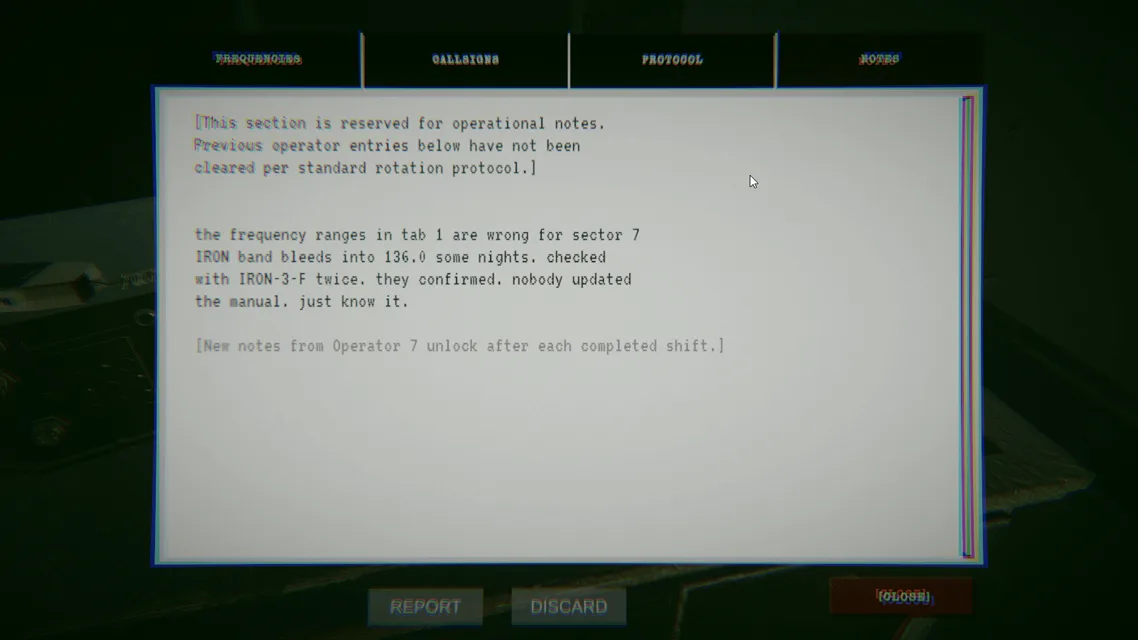 FREQUENCIES
CALLSIGNS
PROTOCOL
NOTES
[This section is reserved for operational notes.
Previous operator entries below have not been
cleared per standard rotation protocol.]
the frequency ranges in tab 1 are wrong for sector 7
IRON band bleeds into 136.0 some nights. checked
with IRON-3-F twice. they confirmed. nobody updated
the manual. just know it.
[New notes from Operator 7 unlock after each completed shift.]
REPORT
DISCARD
[CLOSE]